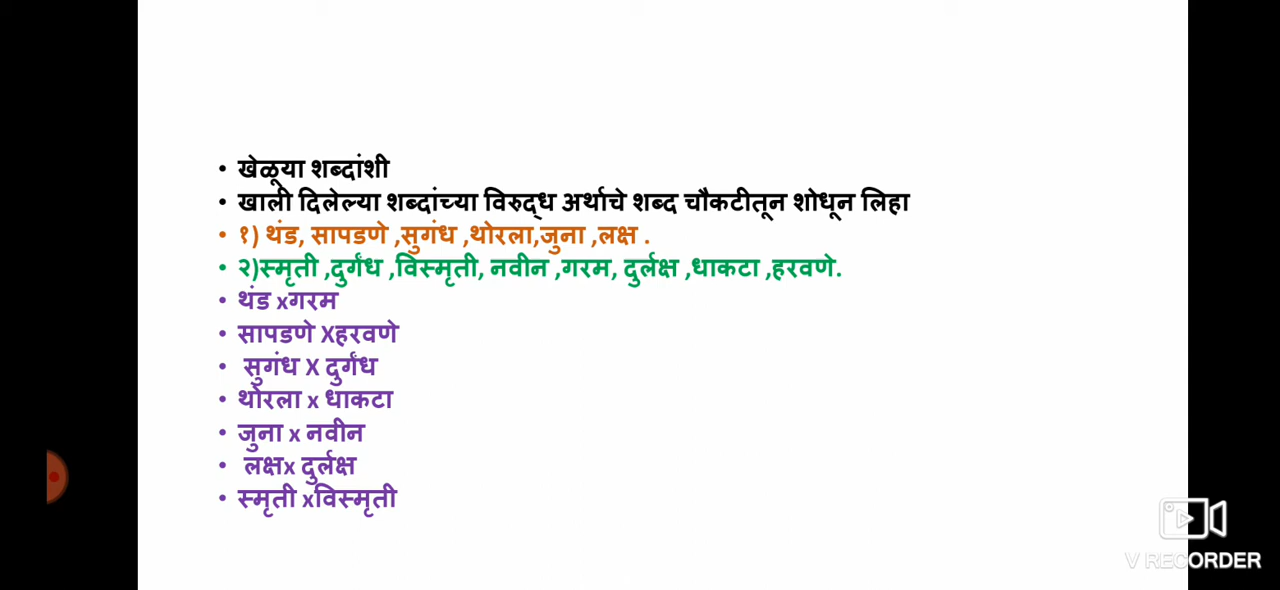 • खेळूया शब्दांशी
• खाली दिलेल्या शब्दांच्या विरुद्ध अर्थाचे शब्द चौकटीतून शोधून लिहा
• १) थंड, सापडणे ,सुगंध ,थोरला,जुना ,लक्ष .
• २)स्मृती ,दुर्गंध ,विस्मृती, नवीन ,गरम, दुर्लक्ष ,धाकटा ,हरवणे.
• थंड xगरम
• सापडणे Xहरवणे
• सुगंध X दुर्गंध
• थोरला x धाकटा
• जुना x नवीन
• लक्षx दुर्लक्ष
• स्मृती xविस्मृती
V RECORDER